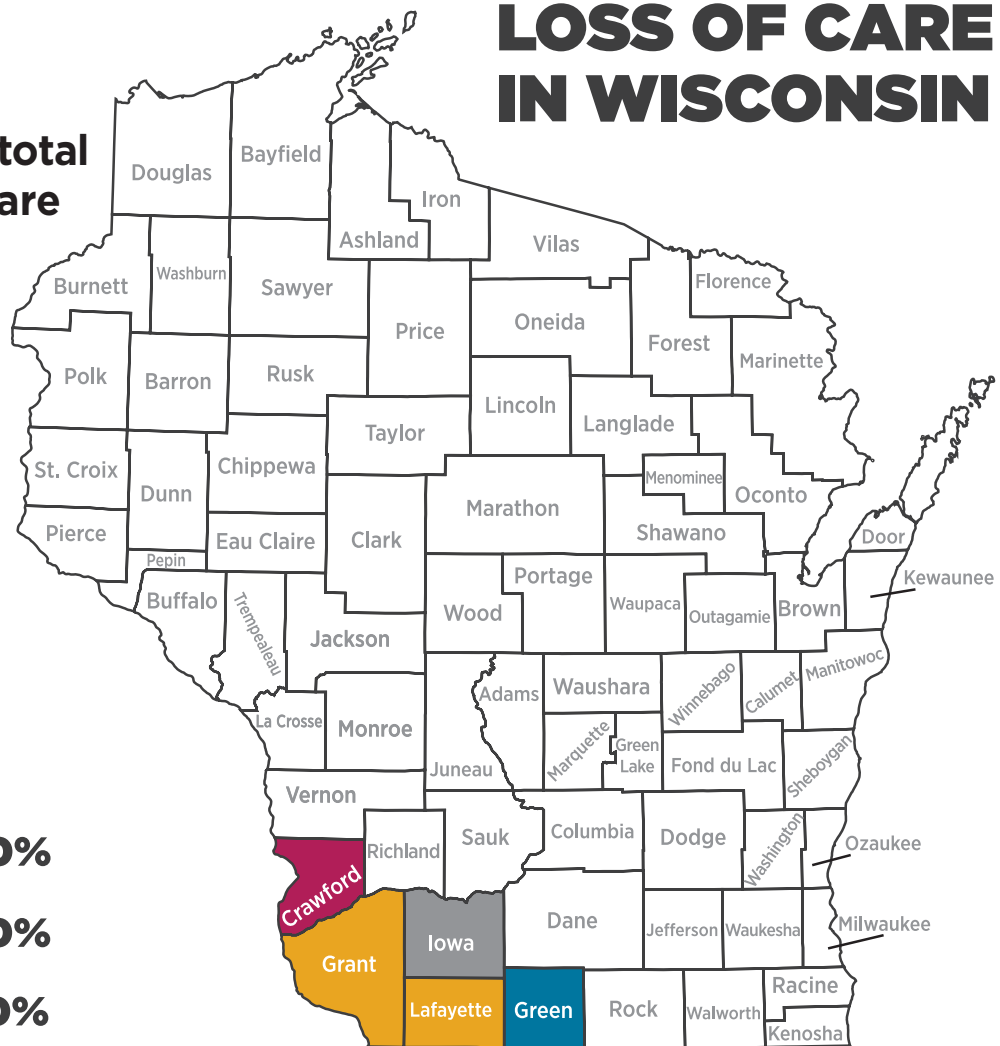 LOSS OF CARE
IN WISCONSIN
total
are
Douglas
Bayfield
Iron
Ashland
Vilas
Burnett
Washburn
Sawyer
Florence
Price
Oneida
Forest
Marinette
Polk
Barron
Rusk
Lincoln
Langlade
Taylor
St. Croix
Dunn
Chippewa
Menominee
Oconto
Marathon
Shawano
Pierce
Eau Claire
Clark
Door
Pepin
Portage
Kewaunee
Buffalo
Trempealeau
Wood
Waupaca
Outagamie
Brown
Jackson
Adams
Waushara
Winnebago
Calumet
Manitowoc
La Crosse
Monroe
Juneau
Marquette
Green
Lake
Fond du Lac
Sheboygan
Vernon
Richland
Sauk
Columbia
Dodge
Washington
Ozaukee
0%
Crawford
Dane
Jefferson
Waukesha
Milwaukee
0%
Grant
Iowa
Racine
0%
Lafayette
Green
Rock
Walworth
Kenosha